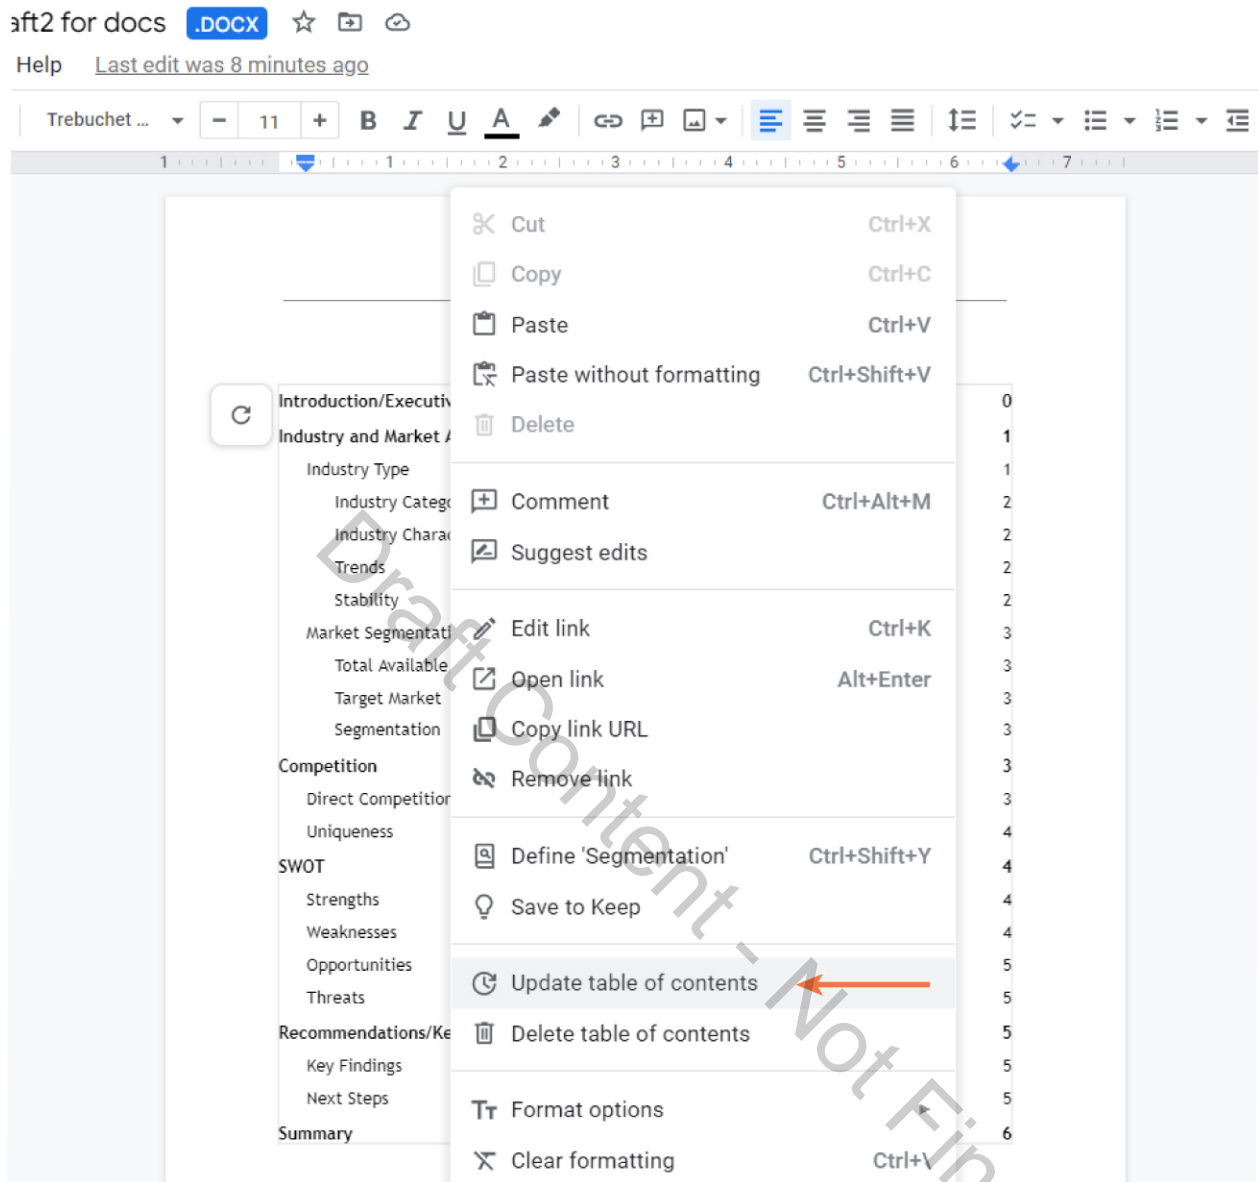 aft2 for docs .DOCX
Help Last edit was 8 minutes ago
Trebuchet ... 11 B I U A
1 1 2 3 4 5 6 7
Cut Ctrl+X
Copy Ctrl+C
Paste Ctrl+V
Paste without formatting Ctrl+Shift+V
Delete
Comment Ctrl+Alt+M
Suggest edits
Edit link Ctrl+K
Open link Alt+Enter
Copy link URL
Remove link
Define 'Segmentation' Ctrl+Shift+Y
Save to Keep
Update table of contents
Delete table of contents
Format options
Clear formatting Ctrl+\
Introduction/Executiv 0
Industry and Market A 1
Industry Type 1
Industry Catego 2
Industry Charac 2
Trends 2
Stability 2
Market Segmentati 3
Total Available 3
Target Market 3
Segmentation 3
Competition 3
Direct Competition 3
Uniqueness 4
SWOT 4
Strengths 4
Weaknesses 4
Opportunities 5
Threats 5
Recommendations/Ke 5
Key Findings 5
Next Steps 5
Summary 6
Draft Content - Not Fin